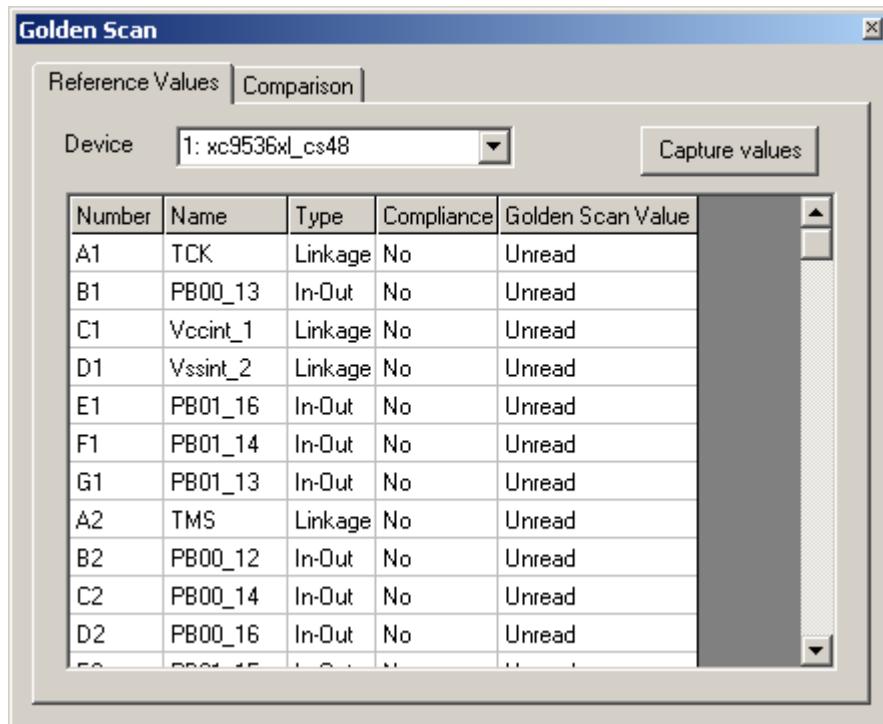 Golden Scan
Reference Values Comparison
Device 1: xc9536xl_cs48 Capture values
Number Name Type Compliance Golden Scan Value
A1 TCK Linkage No Unread
B1 PB00_13 In-Out No Unread
C1 Vccint_1 Linkage No Unread
D1 Vssint_2 Linkage No Unread
E1 PB01_16 In-Out No Unread
F1 PB01_14 In-Out No Unread
G1 PB01_13 In-Out No Unread
A2 TMS Linkage No Unread
B2 PB00_12 In-Out No Unread
C2 PB00_14 In-Out No Unread
D2 PB00_16 In-Out No Unread